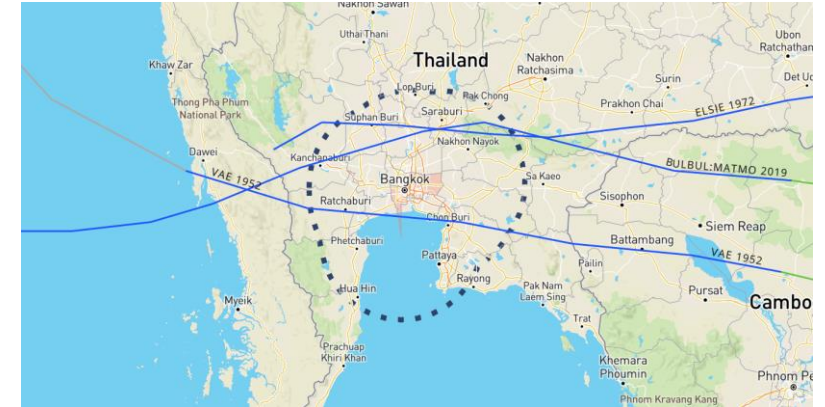 Nakhon Sawan
Uthai Thani
Ubon
Ratchathan
Khaw Zar
Thailand
Nakhon
Ratchasima
Surin
Det Ud
Lop Buri
Pak Chong
Thong Pha Phum
National Park
Saraburi
Prakhon Chai
ELSIE 1972
Suphan Buri
Nakhon Nayok
Dawei
Kanchanaburi
VAE 1952
Bangkok
Sa Kaeo
BULBUL:MATMO 2019
Sisophon
Ratchaburi
Chon Buri
Siem Reap
Phetchaburi
Battambang
Pattaya
Pailin
VAE 1952
Rayong
Pak Nam
Laem Sing
Pursat
Hua Hin
Myeik
Cambo
Trat
Prachuap
Khiri Khan
Khemara
Phoumin
Phnom Pe
Phnom Kravang Kang